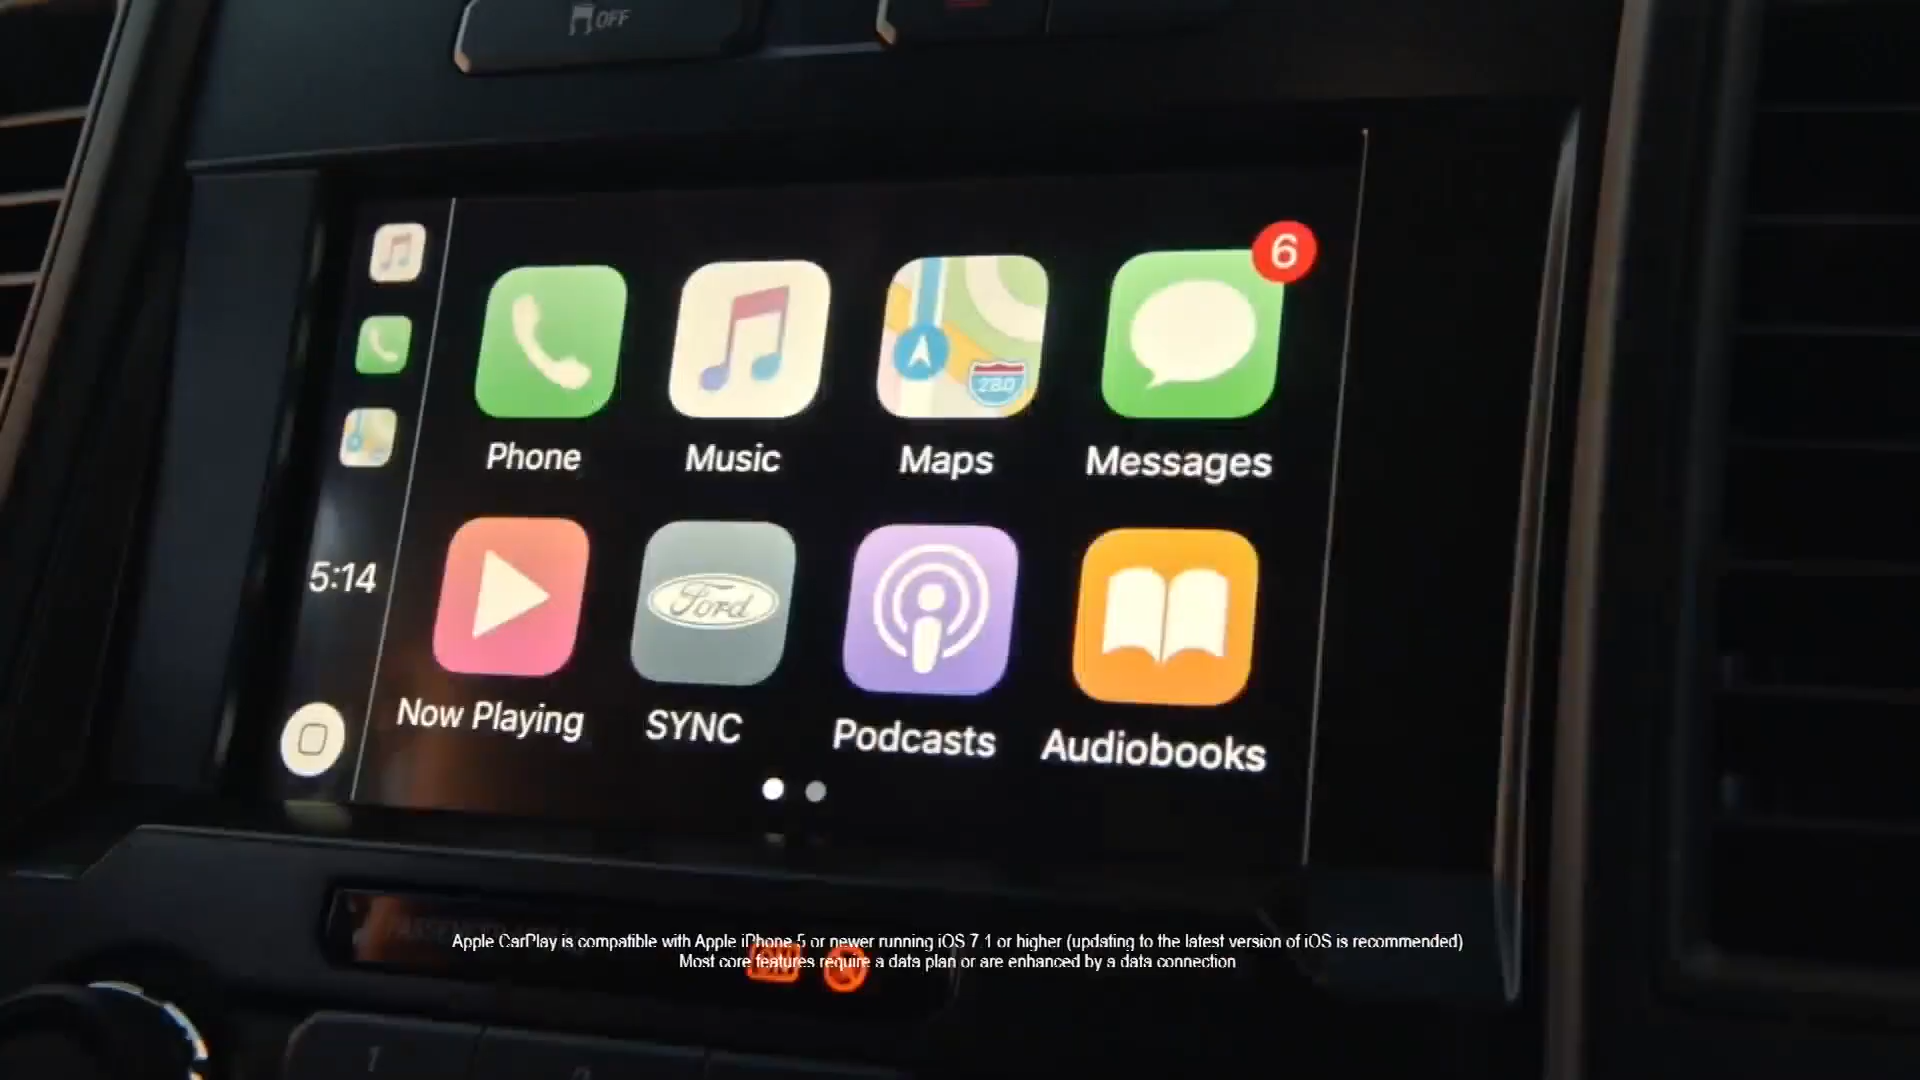 OFF
6
280
Phone Music Maps Messages
5:14
Ford
Now Playing SYNC Podcasts Audiobooks
Apple CarPlay is compatible with Apple iPhone 5 or newer running iOS 7.1 or higher (updating to the latest version of iOS is recommended)
Most core features require a data plan or are enhanced by a data connection
1